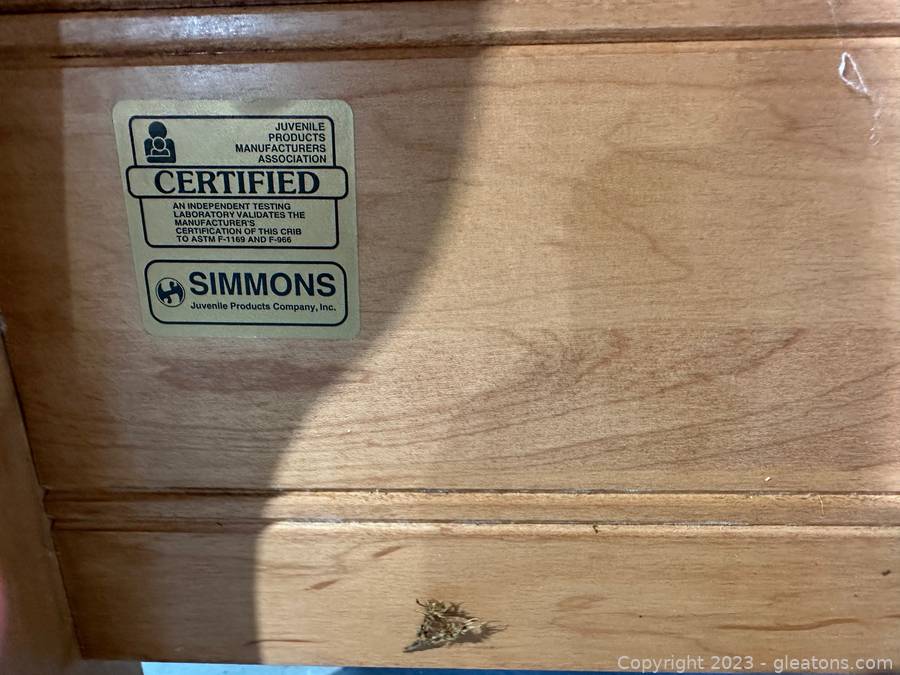 JUVENILE
PRODUCTS
MANUFACTURERS
ASSOCIATION
CERTIFIED
AN INDEPENDENT TESTING
LABORATORY VALIDATES THE
MANUFACTURER'S
CERTIFICATION OF THIS CRIB
TO ASTM F-1169 AND F-966
SIMMONS
Juvenile Products Company, Inc.
Copyright 2023 - gleatons.com